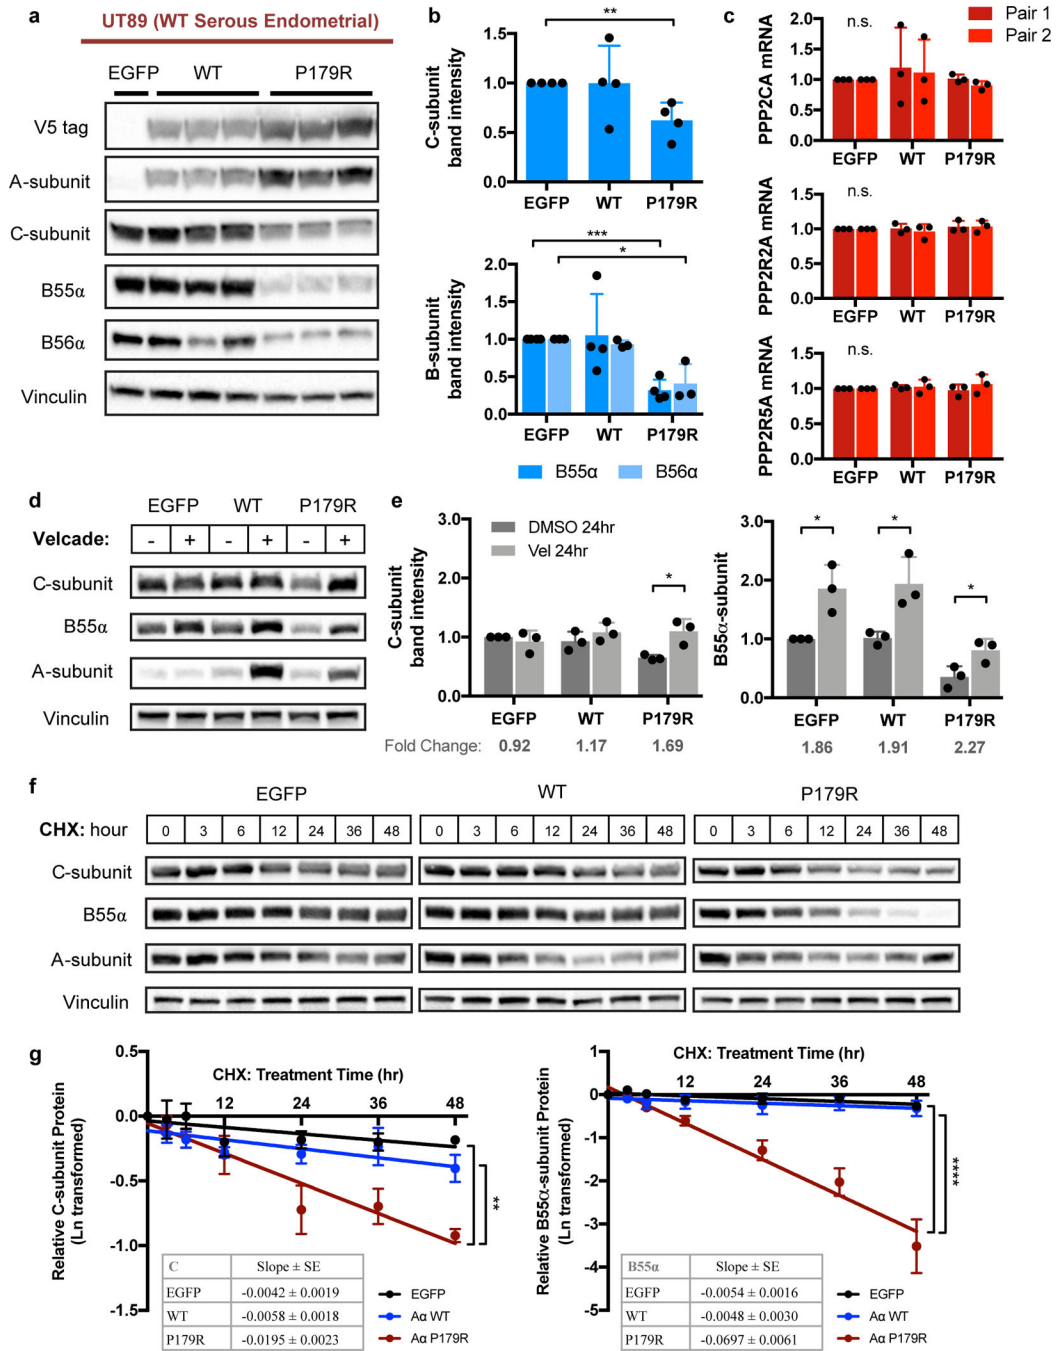 a
UT89 (WT Serous Endometrial)
EGFP WT P179R
V5 tag
A-subunit
C-subunit
B55α
B56α
Vinculin
b
C-subunit
band intensity
1.5
1.0
0.5
0.0
**
EGFP WT P179R
B-subunit
band intensity
2.0
1.5
1.0
0.5
0.0
***
*
EGFP WT P179R
B55α B56α
c
Pair 1
Pair 2
PPP2CA mRNA
2.0
1.5
1.0
0.5
0.0
n.s.
EGFP WT P179R
PPP2R2A mRNA
1.5
1.0
0.5
0.0
n.s.
EGFP WT P179R
PPP2R5A mRNA
1.5
1.0
0.5
0.0
n.s.
EGFP WT P179R
d
EGFP WT P179R
Velcade: - + - + - +
C-subunit
B55α
A-subunit
Vinculin
e
C-subunit
band intensity
3.0
2.0
1.0
0.0
DMSO 24hr
Vel 24hr
*
EGFP WT P179R
Fold Change: 0.92 1.17 1.69
B55α-subunit
3.0
2.0
1.0
0.0
* * *
EGFP WT P179R
1.86 1.91 2.27
f
EGFP WT P179R
CHX: hour 0 3 6 12 24 36 48 0 3 6 12 24 36 48 0 3 6 12 24 36 48
C-subunit
B55α
A-subunit
Vinculin
g
Relative C-subunit Protein
(Ln transformed)
0.5
0.0
-0.5
-1.0
-1.5
CHX: Treatment Time (hr)
12 24 36 48
**
C Slope ± SE
EGFP -0.0042 ± 0.0019
WT -0.0058 ± 0.0018
P179R -0.0195 ± 0.0023
EGFP
Aα WT
Aα P179R
Relative B55α-subunit Protein
(Ln transformed)
1
0
-1
-2
-3
-4
-5
CHX: Treatment Time (hr)
12 24 36 48
****
B55α Slope ± SE
EGFP -0.0054 ± 0.0016
WT -0.0048 ± 0.0030
P179R -0.0697 ± 0.0061
EGFP
Aα WT
Aα P179R